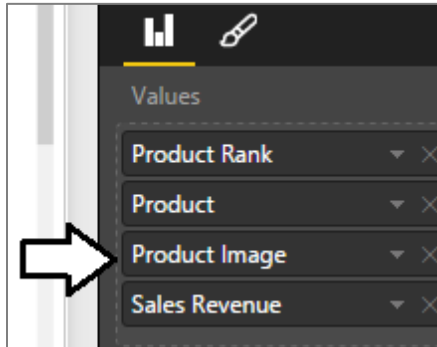 Values
Product Rank
Product
Product Image
Sales Revenue